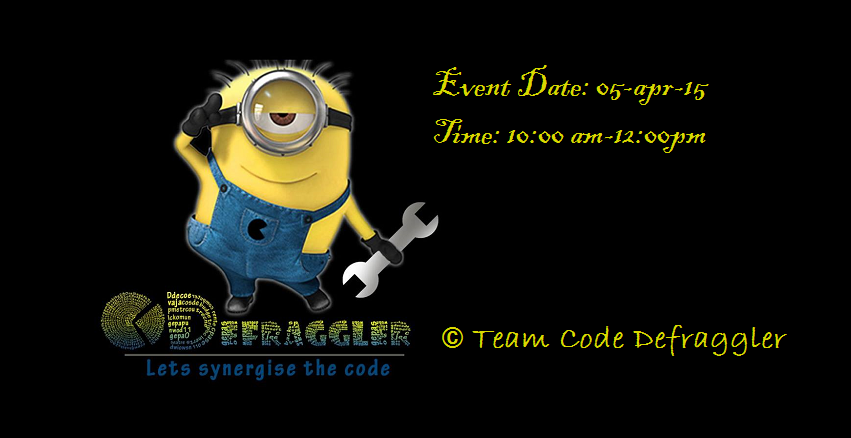 Event Date: 05-apr-15
Time: 10:00 am-12:00pm
DEFRAGGLER
Lets synergise the code
© Team Code Defraggler